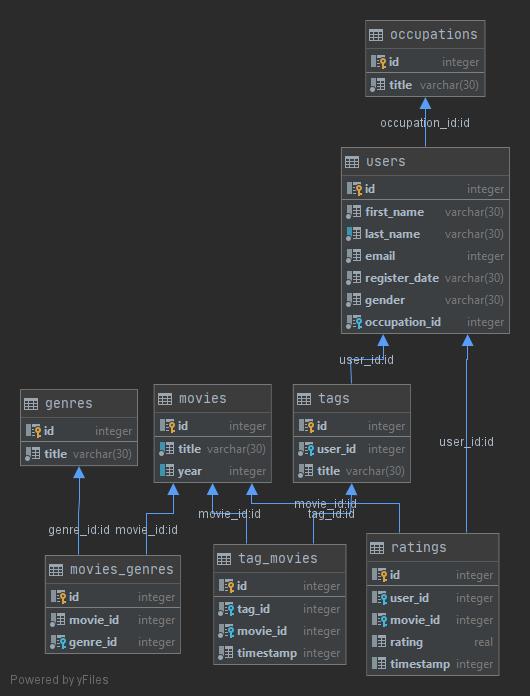 occupations
id integer
title varchar(30)
occupation_id:id
users
id integer
first_name varchar(30)
last_name varchar(30)
email integer
register_date varchar(30)
gender varchar(30)
occupation_id integer
user_id:id
genres
id integer
title varchar(30)
movies
id integer
title varchar(30)
year integer
tags
id integer
user_id integer
title varchar(30)
user_id:id
genre_id:id
movie_id:id
movie_id:id
movie_id:id
tag_id:id
movies_genres
id integer
movie_id integer
genre_id integer
tag_movies
id integer
tag_id integer
movie_id integer
timestamp integer
ratings
id integer
user_id integer
movie_id integer
rating real
timestamp integer
Powered by yFiles